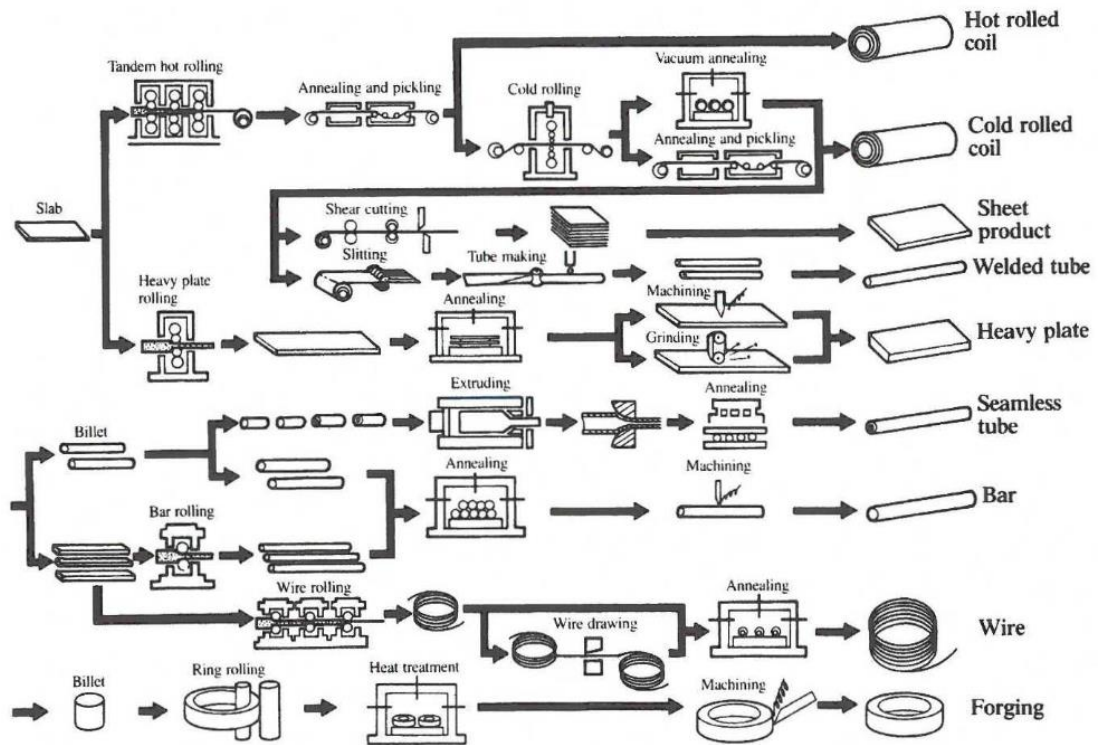 Hot rolled
coil
Tandem hot rolling
Vacuum annealing
Annealing and pickling
Cold rolling
Cold rolled
coil
Annealing and pickling
Slab
Shear cutting
Sheet
product
Slitting
Tube making
Welded tube
Heavy plate
rolling
Annealing
Machining
Grinding
Heavy plate
Extruding
Annealing
Seamless
tube
Billet
Annealing
Machining
Bar
Bar rolling
Wire rolling
Annealing
Wire drawing
Wire
Billet
Ring rolling
Heat treatment
Machining
Forging